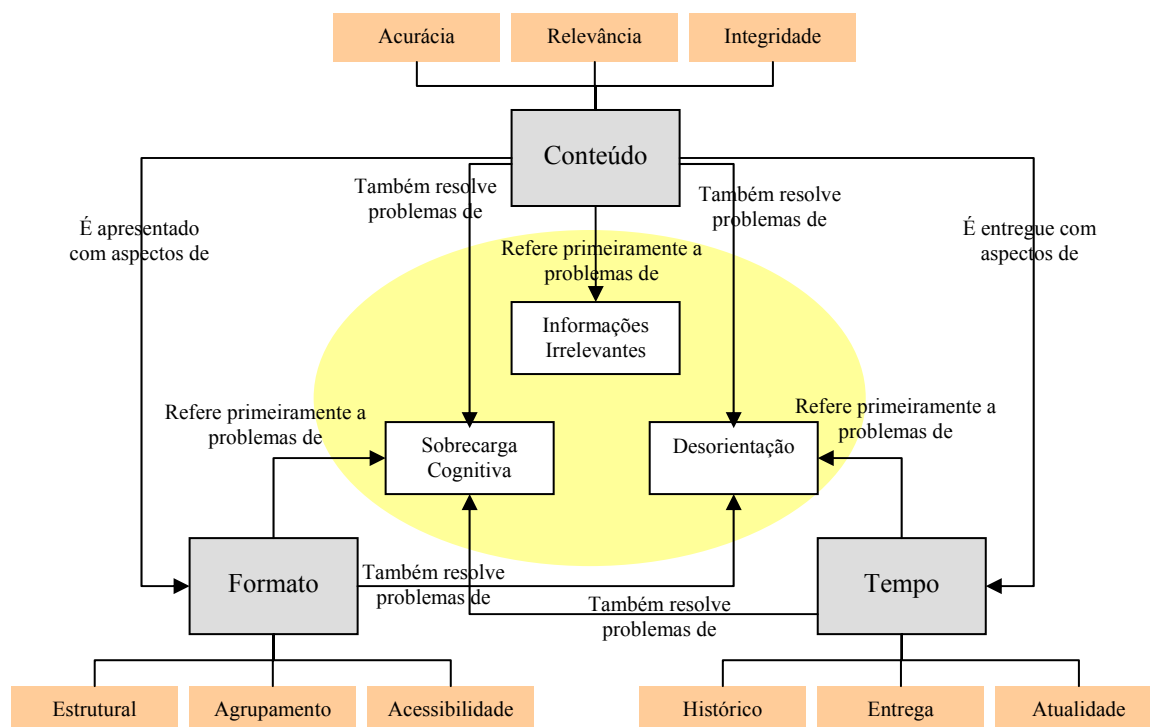 Acurácia
Relevância
Integridade
Conteúdo
Também resolve
problemas de
Também resolve
problemas de
É apresentado
com aspectos de
É entregue com
aspectos de
Refere primeiramente a
problemas de
Informações
Irrelevantes
Refere primeiramente a
problemas de
Refere primeiramente a
problemas de
Sobrecarga
Cognitiva
Desorientação
Formato
Também resolve
problemas de
Também resolve
problemas de
Tempo
Estrutural
Agrupamento
Acessibilidade
Histórico
Entrega
Atualidade